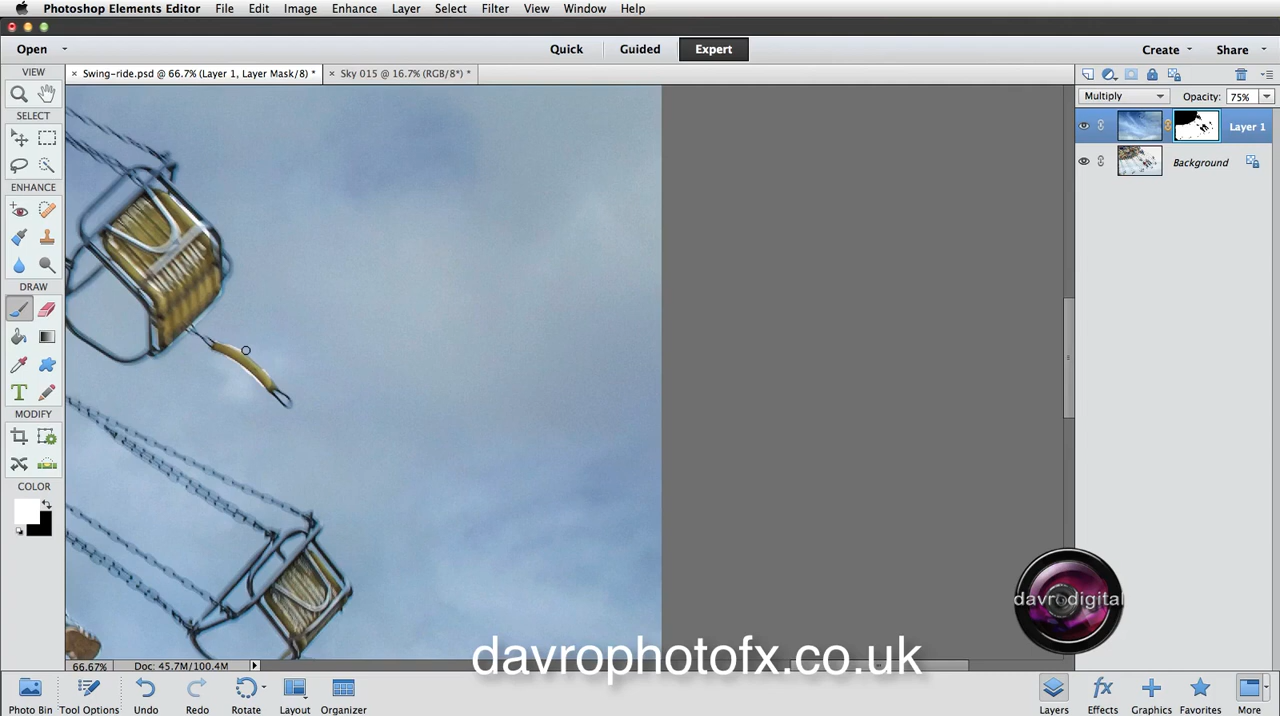 Photoshop Elements Editor File Edit Image Enhance Layer Select Filter View Window Help
Open Quick Guided Expert Create Share
VIEW
Swing-ride.psd @ 66.7% (Layer 1, Layer Mask/8) *
Sky 015 @ 16.7% (RGB/8*) *
Multiply Opacity: 75%
SELECT
Layer 1
Background
ENHANCE
DRAW
T
MODIFY
COLOR
davrodigital
davrophotofx.co.uk
66.67% Doc: 45.7M/100.4M
Photo Bin Tool Options Undo Redo Rotate Layout Organizer
fx
Layers Effects Graphics Favorites More